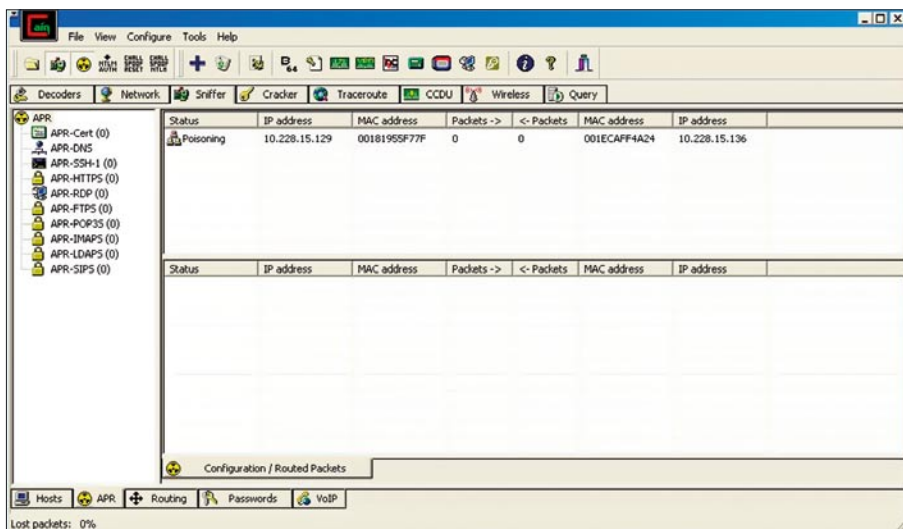 Cain
File View Configure Tools Help
Decoders Network Sniffer Cracker Traceroute CCDU Wireless Query
APR
APR-Cert (0)
APR-DNS
APR-SSH-1 (0)
APR-HTTPS (0)
APR-RDP (0)
APR-FTPS (0)
APR-POP3S (0)
APR-IMAPS (0)
APR-LDAPS (0)
APR-SIPS (0)
Status IP address MAC address Packets -> <- Packets MAC address IP address
Poisoning 10.228.15.129 00181955F77F 0 0 001ECAFF4A24 10.228.15.136
Status IP address MAC address Packets -> <- Packets MAC address IP address
Configuration / Routed Packets
Hosts APR Routing Passwords VoIP
Lost packets: 0%